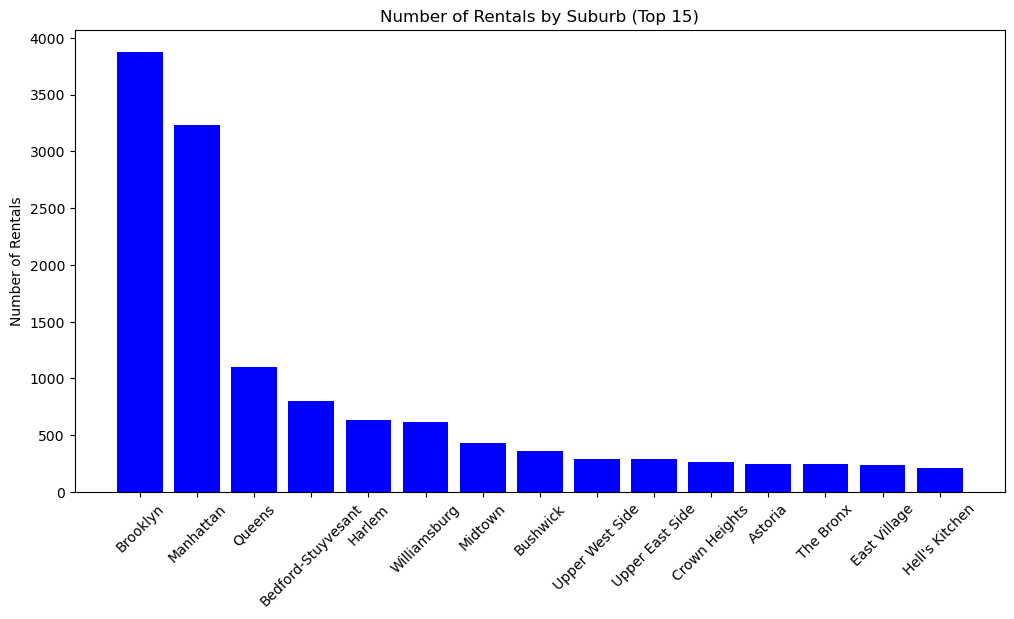 Number of Rentals by Suburb (Top 15)
4000
3500
3000
2500
2000
1500
1000
500
0
Number of Rentals
Brooklyn
Manhattan
Queens
Bedford-Stuyvesant
Harlem
Williamsburg
Midtown
Bushwick
Upper West Side
Upper East Side
Crown Heights
Astoria
The Bronx
East Village
Hell's Kitchen